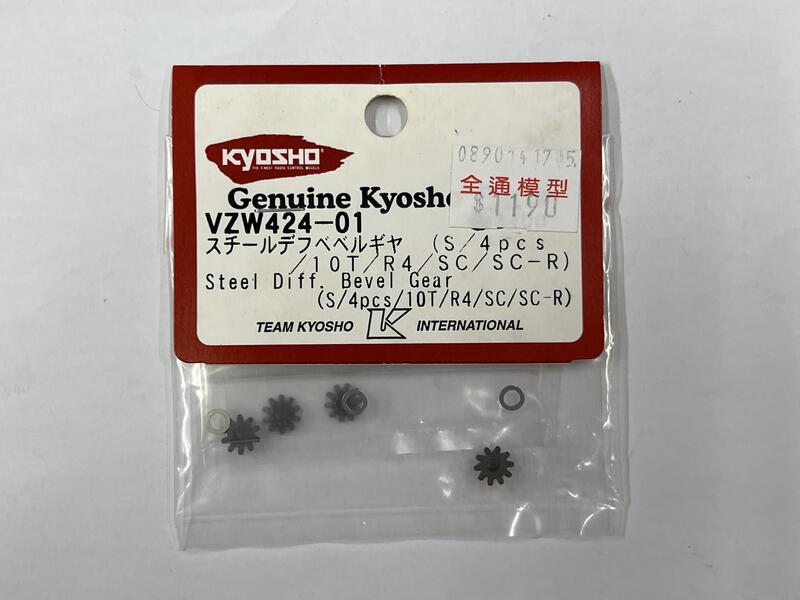 KYOSHO
THE FINEST RADIO CONTROL MODELS
Genuine Kyosho
0890141705
全通模型
$1190
VZW424-01
スチールデフベベルギヤ (S/4pcs
/10T/R4/SC/SC-R)
Steel Diff. Bevel Gear
(S/4pcs/10T/R4/SC/SC-R)
TEAM KYOSHO K INTERNATIONAL